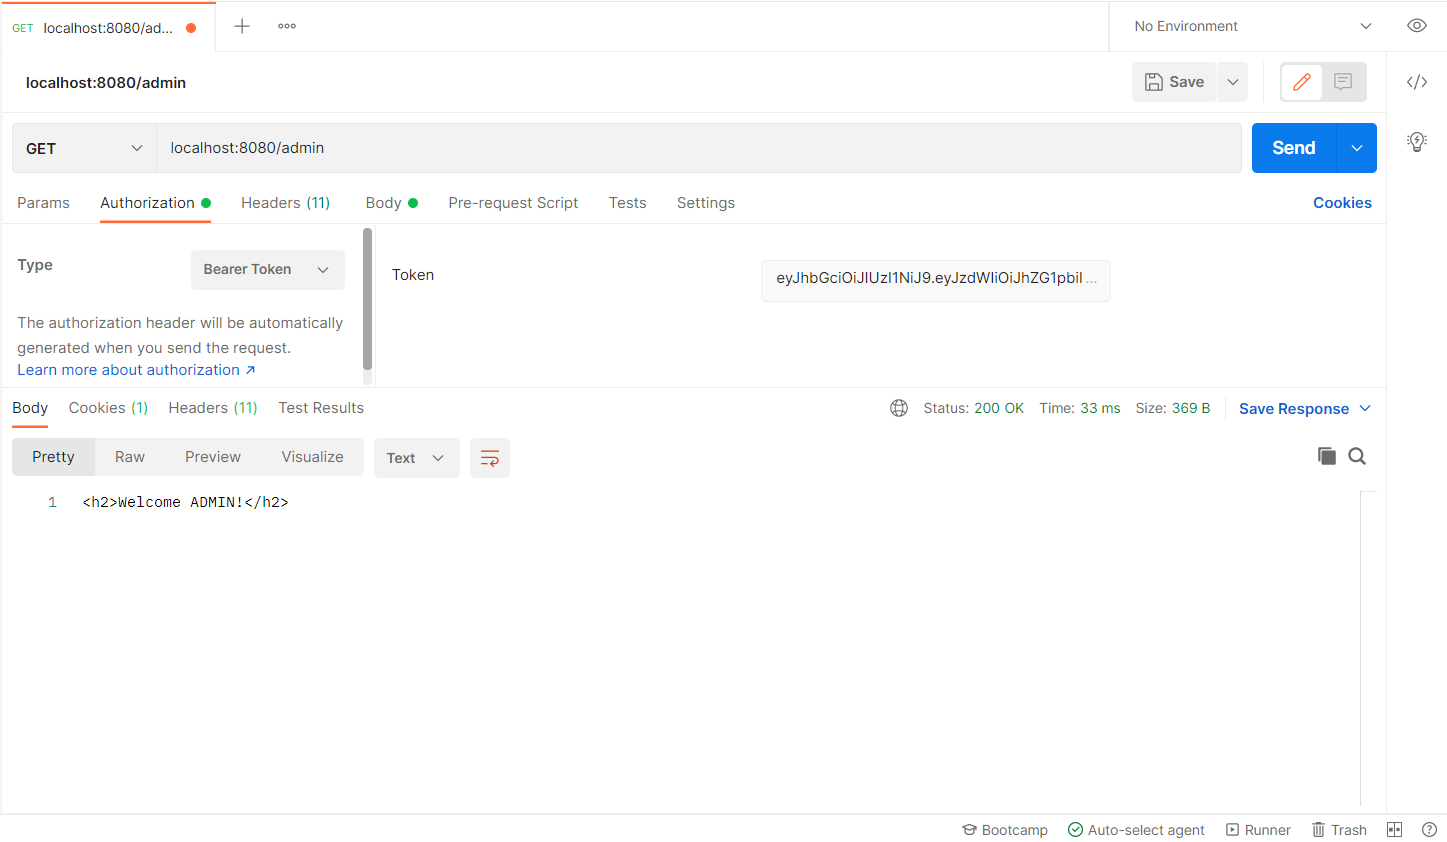 GET localhost:8080/ad...
No Environment
localhost:8080/admin
Save
GET
localhost:8080/admin
Send
Params Authorization Headers (11) Body Pre-request Script Tests Settings Cookies
Type
Bearer Token
Token
eyJhbGciOiJIUzI1NiJ9.eyJzdWIiOiJhZG1pbiI ...
The authorization header will be automatically
generated when you send the request.
Learn more about authorization ↗
Body Cookies (1) Headers (11) Test Results
Status: 200 OK Time: 33 ms Size: 369 B Save Response
Pretty Raw Preview Visualize Text
1 <h2>Welcome ADMIN!</h2>
Bootcamp Auto-select agent Runner Trash